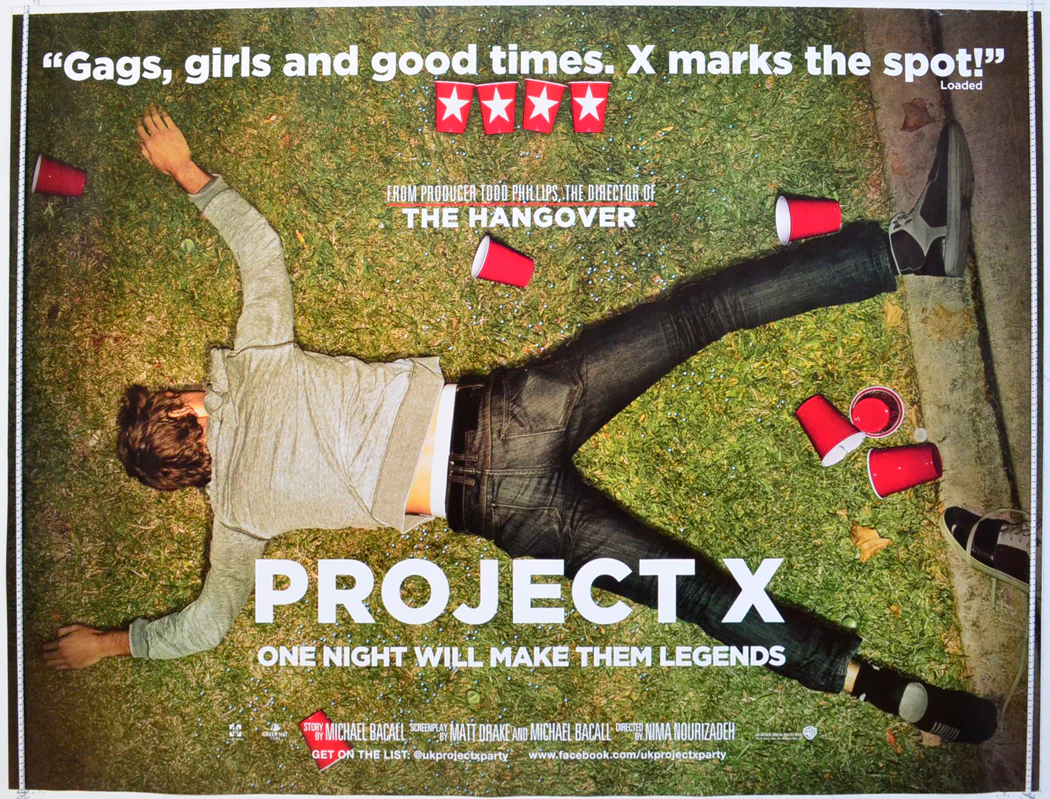 “Gags, girls and good times. X marks the spot!”
Loaded
FROM PRODUCER TODD PHILLIPS, THE DIRECTOR OF
THE HANGOVER
PROJECT X
ONE NIGHT WILL MAKE THEM LEGENDS
STORY BY MICHAEL BACALL SCREENPLAY BY MATT DRAKE AND MICHAEL BACALL DIRECTED BY NIMA NOURIZADEH
GET ON THE LIST: @ukprojectxparty www.facebook.com/ukprojectxparty